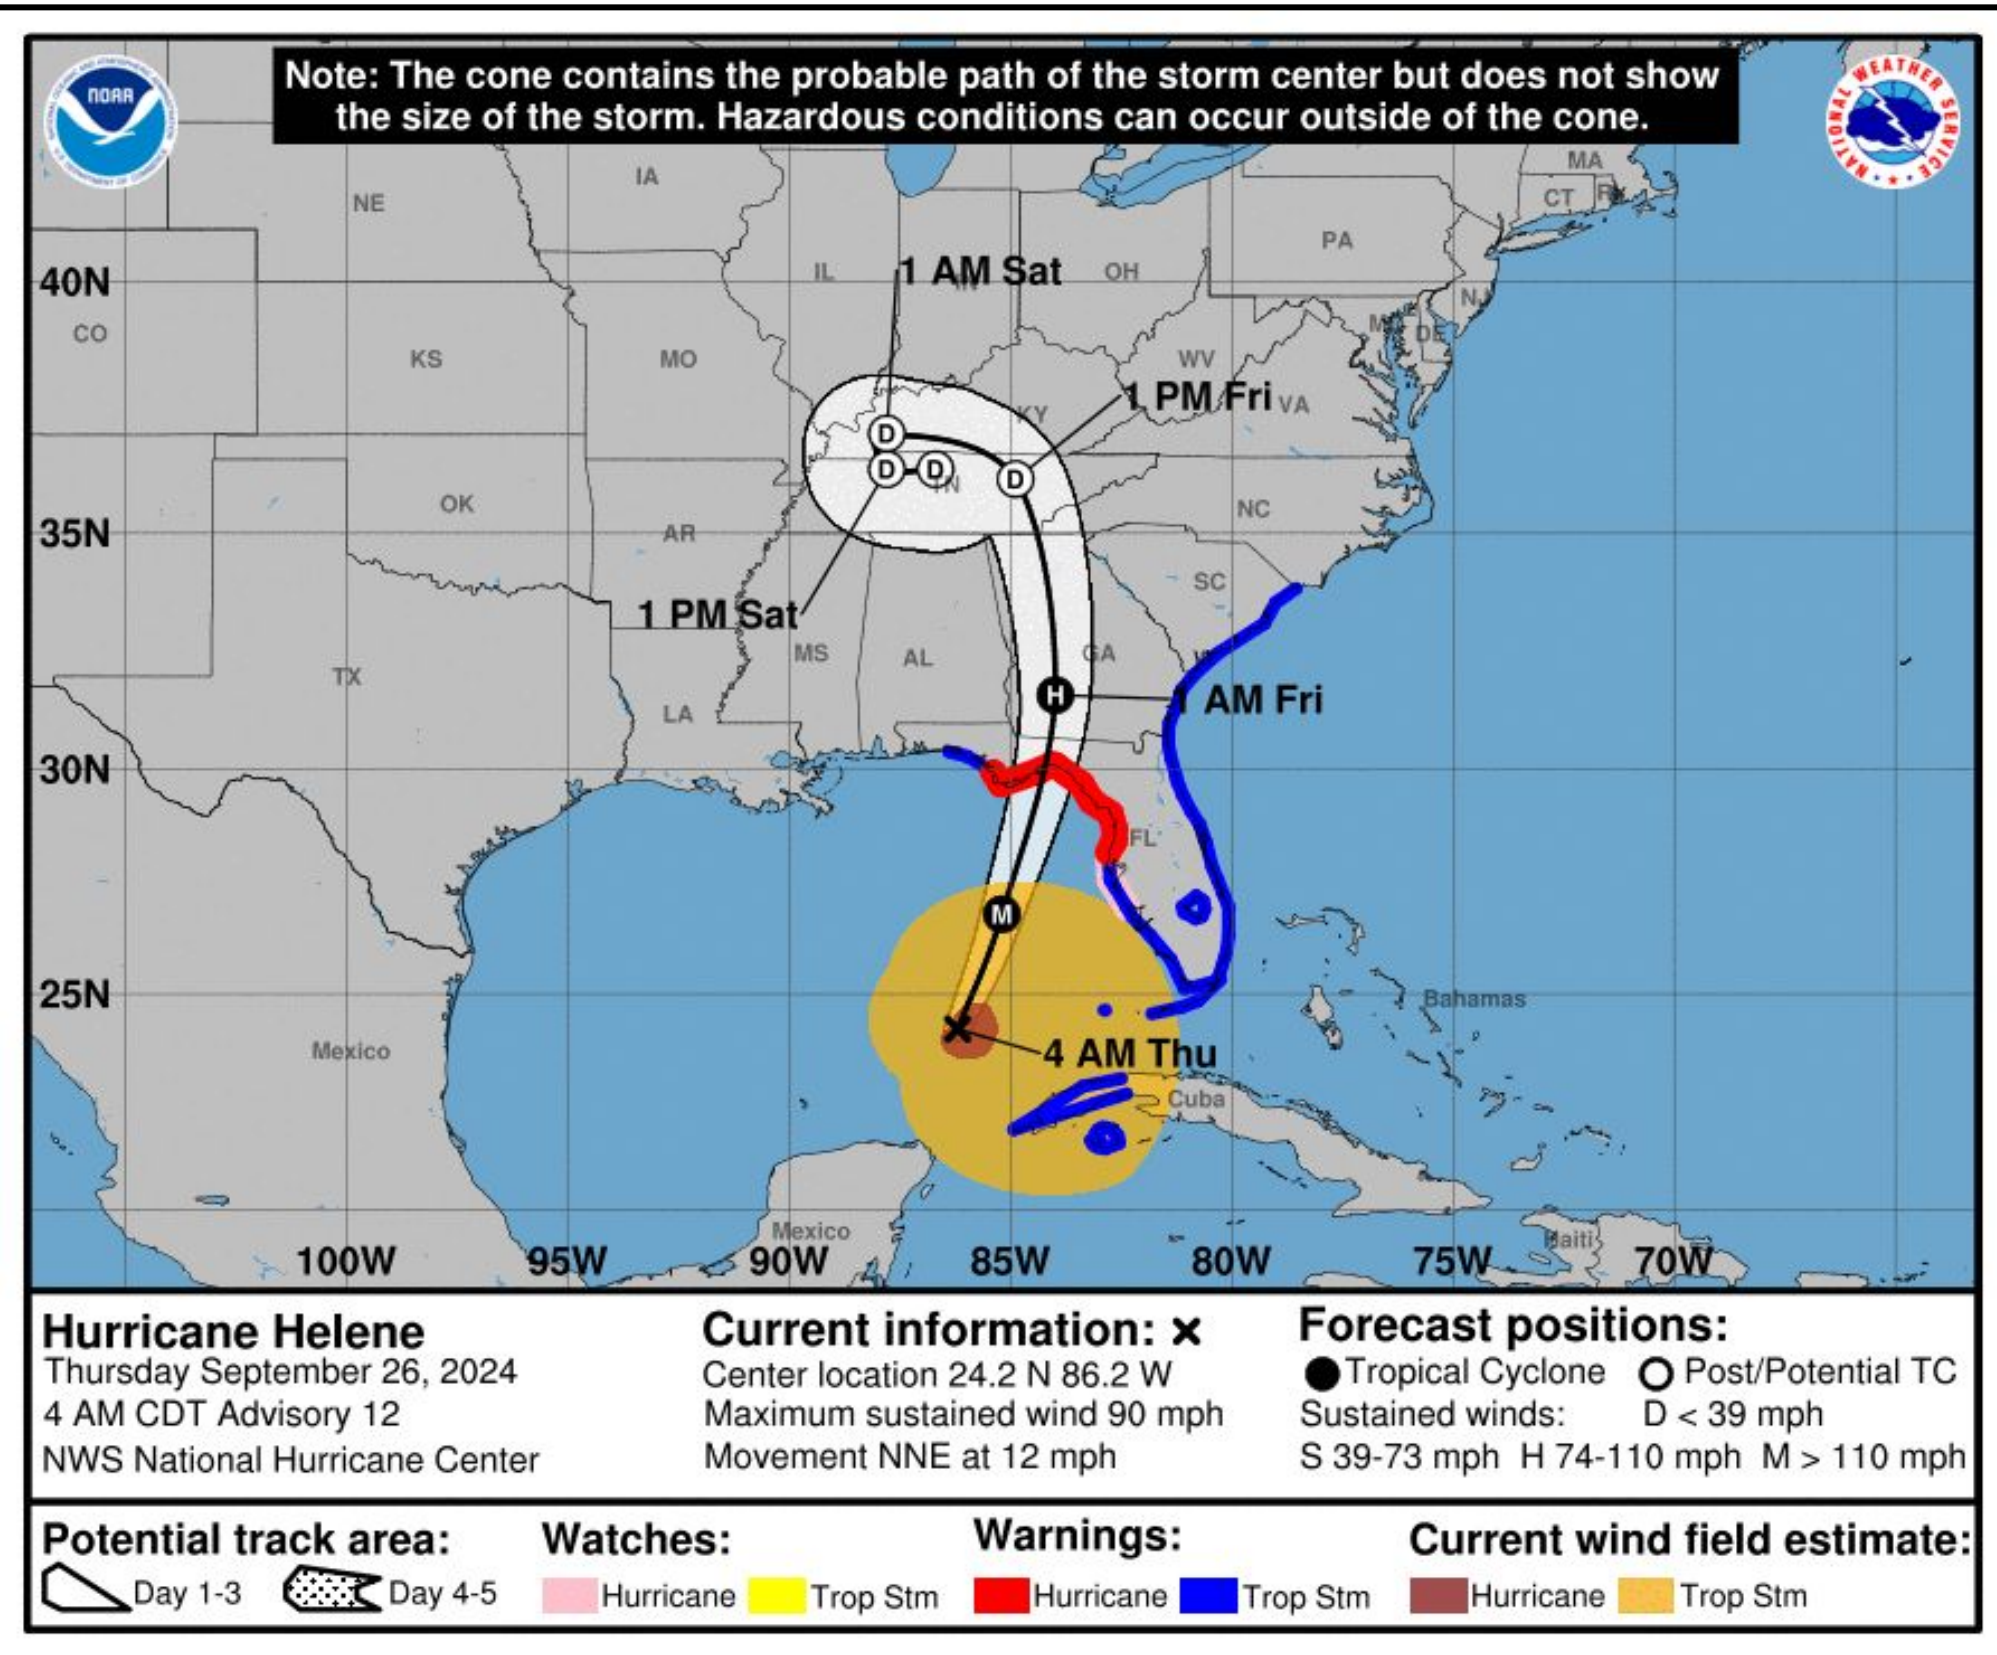 Note: The cone contains the probable path of the storm center but does not show
the size of the storm. Hazardous conditions can occur outside of the cone.
NOAA
NATIONAL WEATHER SERVICE
MA
CT
RI
IA
NE
PA
1 AM Sat
IL
IN
OH
40N
NJ
CO
MD
DE
KS
MO
WV
1 PM Fri
VA
KY
D
D
D
D
TN
OK
NC
35N
AR
SC
1 PM Sat
MS
AL
GA
TX
H
1 AM Fri
LA
30N
FL
M
25N
Bahamas
Mexico
4 AM Thu
Cuba
Mexico
Haiti
100W
95W
90W
85W
80W
75W
70W
Hurricane Helene
Thursday September 26, 2024
4 AM CDT Advisory 12
NWS National Hurricane Center
Current information: x
Center location 24.2 N 86.2 W
Maximum sustained wind 90 mph
Movement NNE at 12 mph
Forecast positions:
Tropical Cyclone
Post/Potential TC
Sustained winds:
D < 39 mph
S 39-73 mph H 74-110 mph M > 110 mph
Potential track area:
Day 1-3
Day 4-5
Watches:
Hurricane
Trop Stm
Warnings:
Hurricane
Trop Stm
Current wind field estimate:
Hurricane
Trop Stm